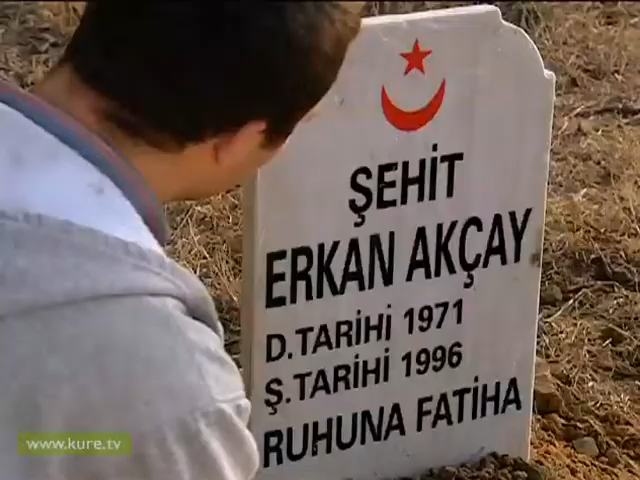 ŞEHİT
ERKAN AKÇAY
D.TARİHİ 1971
Ş.TARİHİ 1996
RUHUNA FATİHA
www.kure.tv